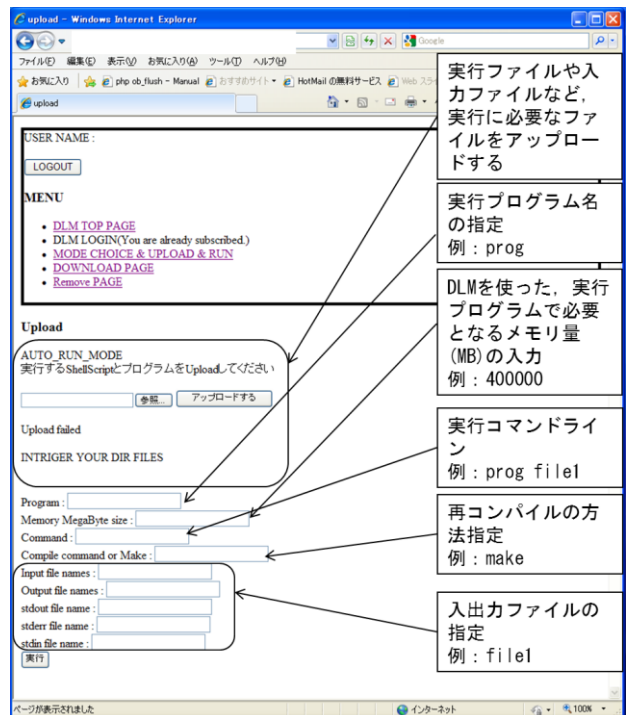 upload - Windows Internet Explorer
Google
ファイル(F) 編集(E) 表示(V) お気に入り(A) ツール(T) ヘルプ(H)
お気に入り php ob_flush - Manual おすすめサイト HotMail の無料サービス Web スライ
upload
USER NAME :
LOGOUT
MENU
DLM TOP PAGE
DLM LOGIN(You are already subscribed.)
MODE CHOICE & UPLOAD & RUN
DOWNLOAD PAGE
Remove PAGE
Upload
AUTO_RUN_MODE
実行するShellScriptとプログラムをUploadしてください
参照... アップロードする
Upload failed
INTRIGER YOUR DIR FILES
Program :
Memory MegaByte size :
Command :
Compile command or Make :
Input file names :
Output file names :
stdout file name :
stderr file name :
stdin file name :
実行
ページが表示されました インターネット 100%
実行ファイルや入
力ファイルなど,
実行に必要なファ
イルをアップロー
ドする
実行プログラム名
の指定
例：prog
DLMを使った, 実行
プログラムで必要
となるメモリ量
(MB)の入力
例：400000
実行コマンドライ
ン
例：prog file1
再コンパイルの方
法指定
例：make
入出力ファイルの
指定
例：file1